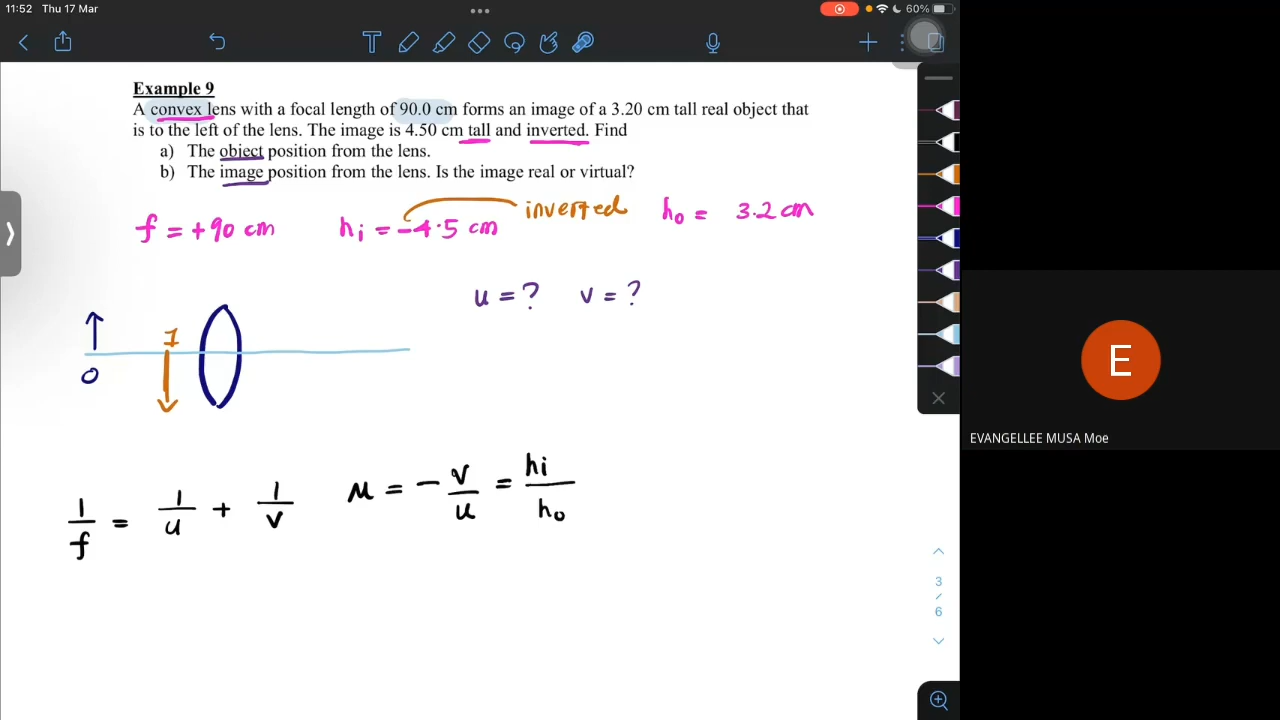 11:52 Thu 17 Mar
60%
Example 9
A convex lens with a focal length of 90.0 cm forms an image of a 3.20 cm tall real object that
is to the left of the lens. The image is 4.50 cm tall and inverted. Find
a) The object position from the lens.
b) The image position from the lens. Is the image real or virtual?
f = +90 cm hi = -4.5 cm inverted ho = 3.2 cm
u = ? v = ?
I
O
1/f = 1/u + 1/v M = - v/u = hi/ho
3
/
6
E
EVANGELLEE MUSA Moe